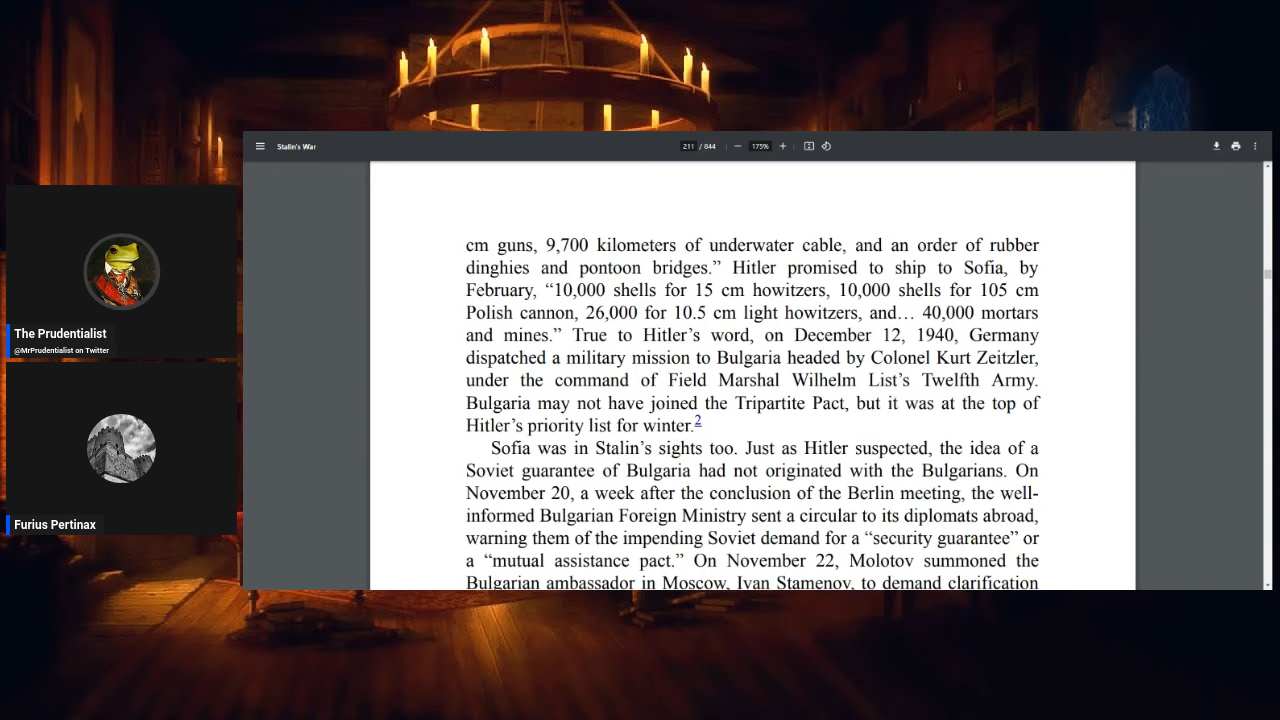 Stalin's War
211 / 844
175%
cm guns, 9,700 kilometers of underwater cable, and an order of rubber
dinghies and pontoon bridges.” Hitler promised to ship to Sofia, by
February, “10,000 shells for 15 cm howitzers, 10,000 shells for 105 cm
Polish cannon, 26,000 for 10.5 cm light howitzers, and… 40,000 mortars
and mines.” True to Hitler’s word, on December 12, 1940, Germany
dispatched a military mission to Bulgaria headed by Colonel Kurt Zeitzler,
under the command of Field Marshal Wilhelm List’s Twelfth Army.
Bulgaria may not have joined the Tripartite Pact, but it was at the top of
Hitler’s priority list for winter.2
Sofia was in Stalin’s sights too. Just as Hitler suspected, the idea of a
Soviet guarantee of Bulgaria had not originated with the Bulgarians. On
November 20, a week after the conclusion of the Berlin meeting, the well-
informed Bulgarian Foreign Ministry sent a circular to its diplomats abroad,
warning them of the impending Soviet demand for a “security guarantee” or
a “mutual assistance pact.” On November 22, Molotov summoned the
Bulgarian ambassador in Moscow, Ivan Stamenov, to demand clarification
The Prudentialist
@MrPrudentialist on Twitter
Furius Pertinax